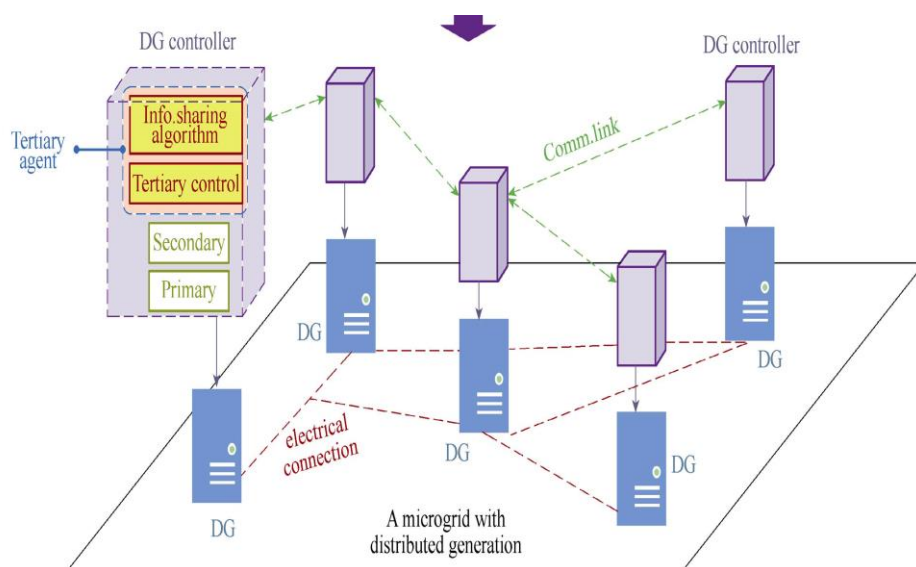 DG controller
DG controller
Info.sharing
algorithm
Tertiary
agent
Tertiary control
Comm.link
Secondary
Primary
DG
DG
DG
electrical
connection
DG
DG
A microgrid with
distributed generation